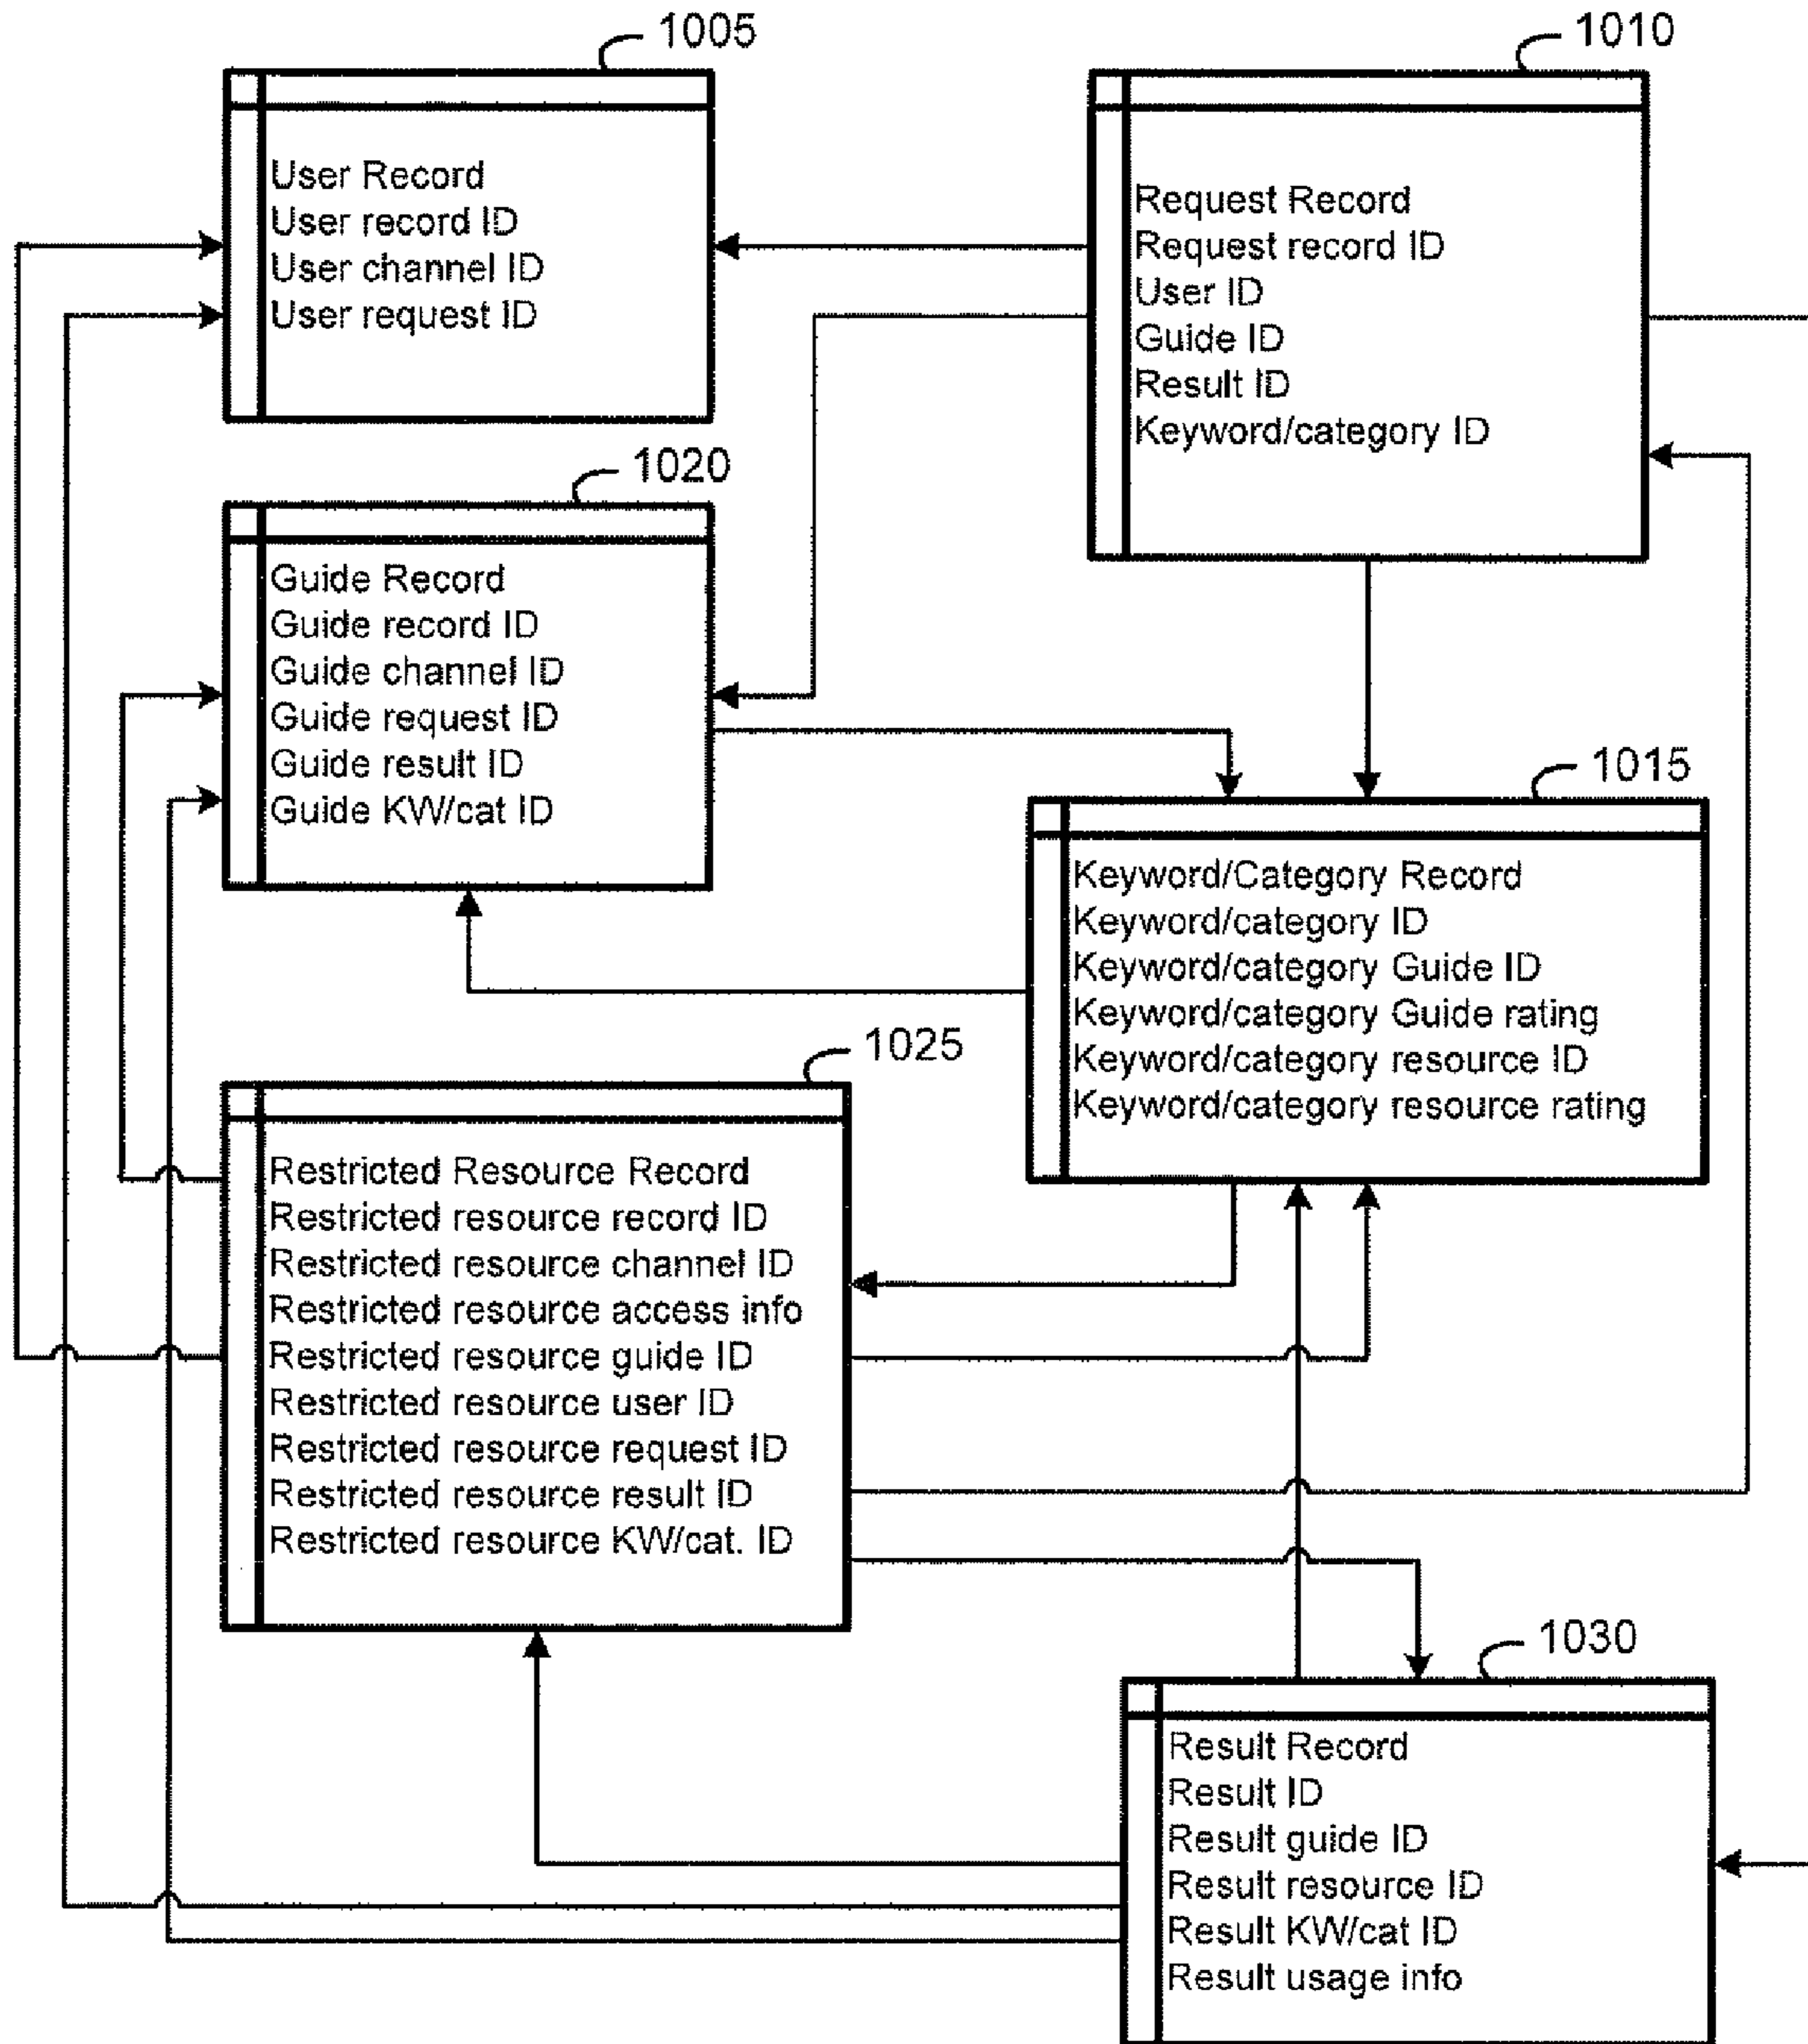 1005
User Record
User record ID
User channel ID
User request ID
1010
Request Record
Request record ID
User ID
Guide ID
Result ID
Keyword/category ID
1020
Guide Record
Guide record ID
Guide channel ID
Guide request ID
Guide result ID
Guide KW/cat ID
1015
Keyword/Category Record
Keyword/category ID
Keyword/category Guide ID
Keyword/category Guide rating
Keyword/category resource ID
Keyword/category resource rating
1025
Restricted Resource Record
Restricted resource record ID
Restricted resource channel ID
Restricted resource access info
Restricted resource guide ID
Restricted resource user ID
Restricted resource request ID
Restricted resource result ID
Restricted resource KW/cat. ID
1030
Result Record
Result ID
Result guide ID
Result resource ID
Result KW/cat ID
Result usage info